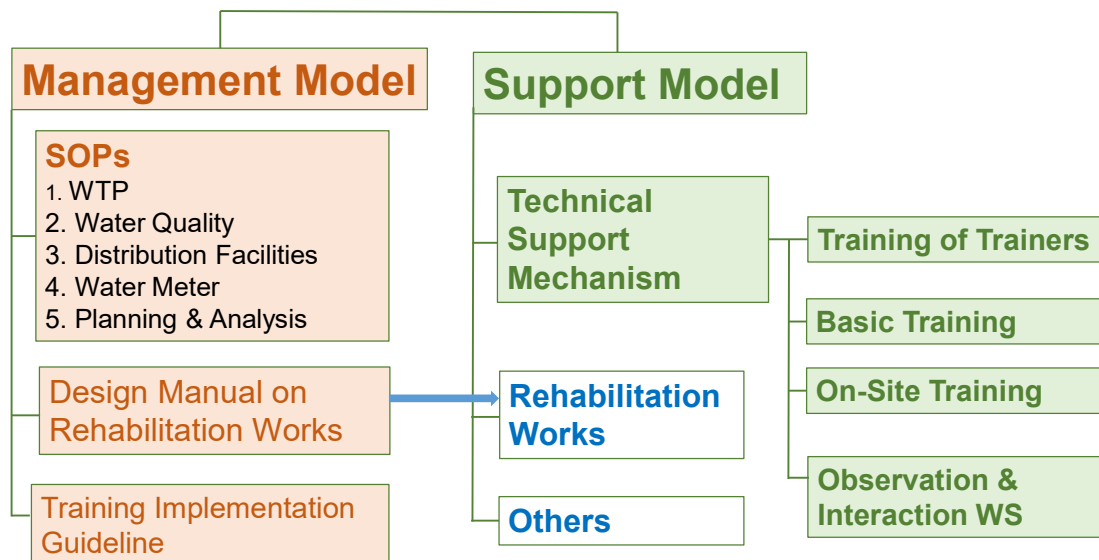 Management Model
SOPs
1. WTP
2. Water Quality
3. Distribution Facilities
4. Water Meter
5. Planning & Analysis
Design Manual on
Rehabilitation Works
Training Implementation
Guideline
Support Model
Technical
Support
Mechanism
Rehabilitation
Works
Others
Training of Trainers
Basic Training
On-Site Training
Observation &
Interaction WS